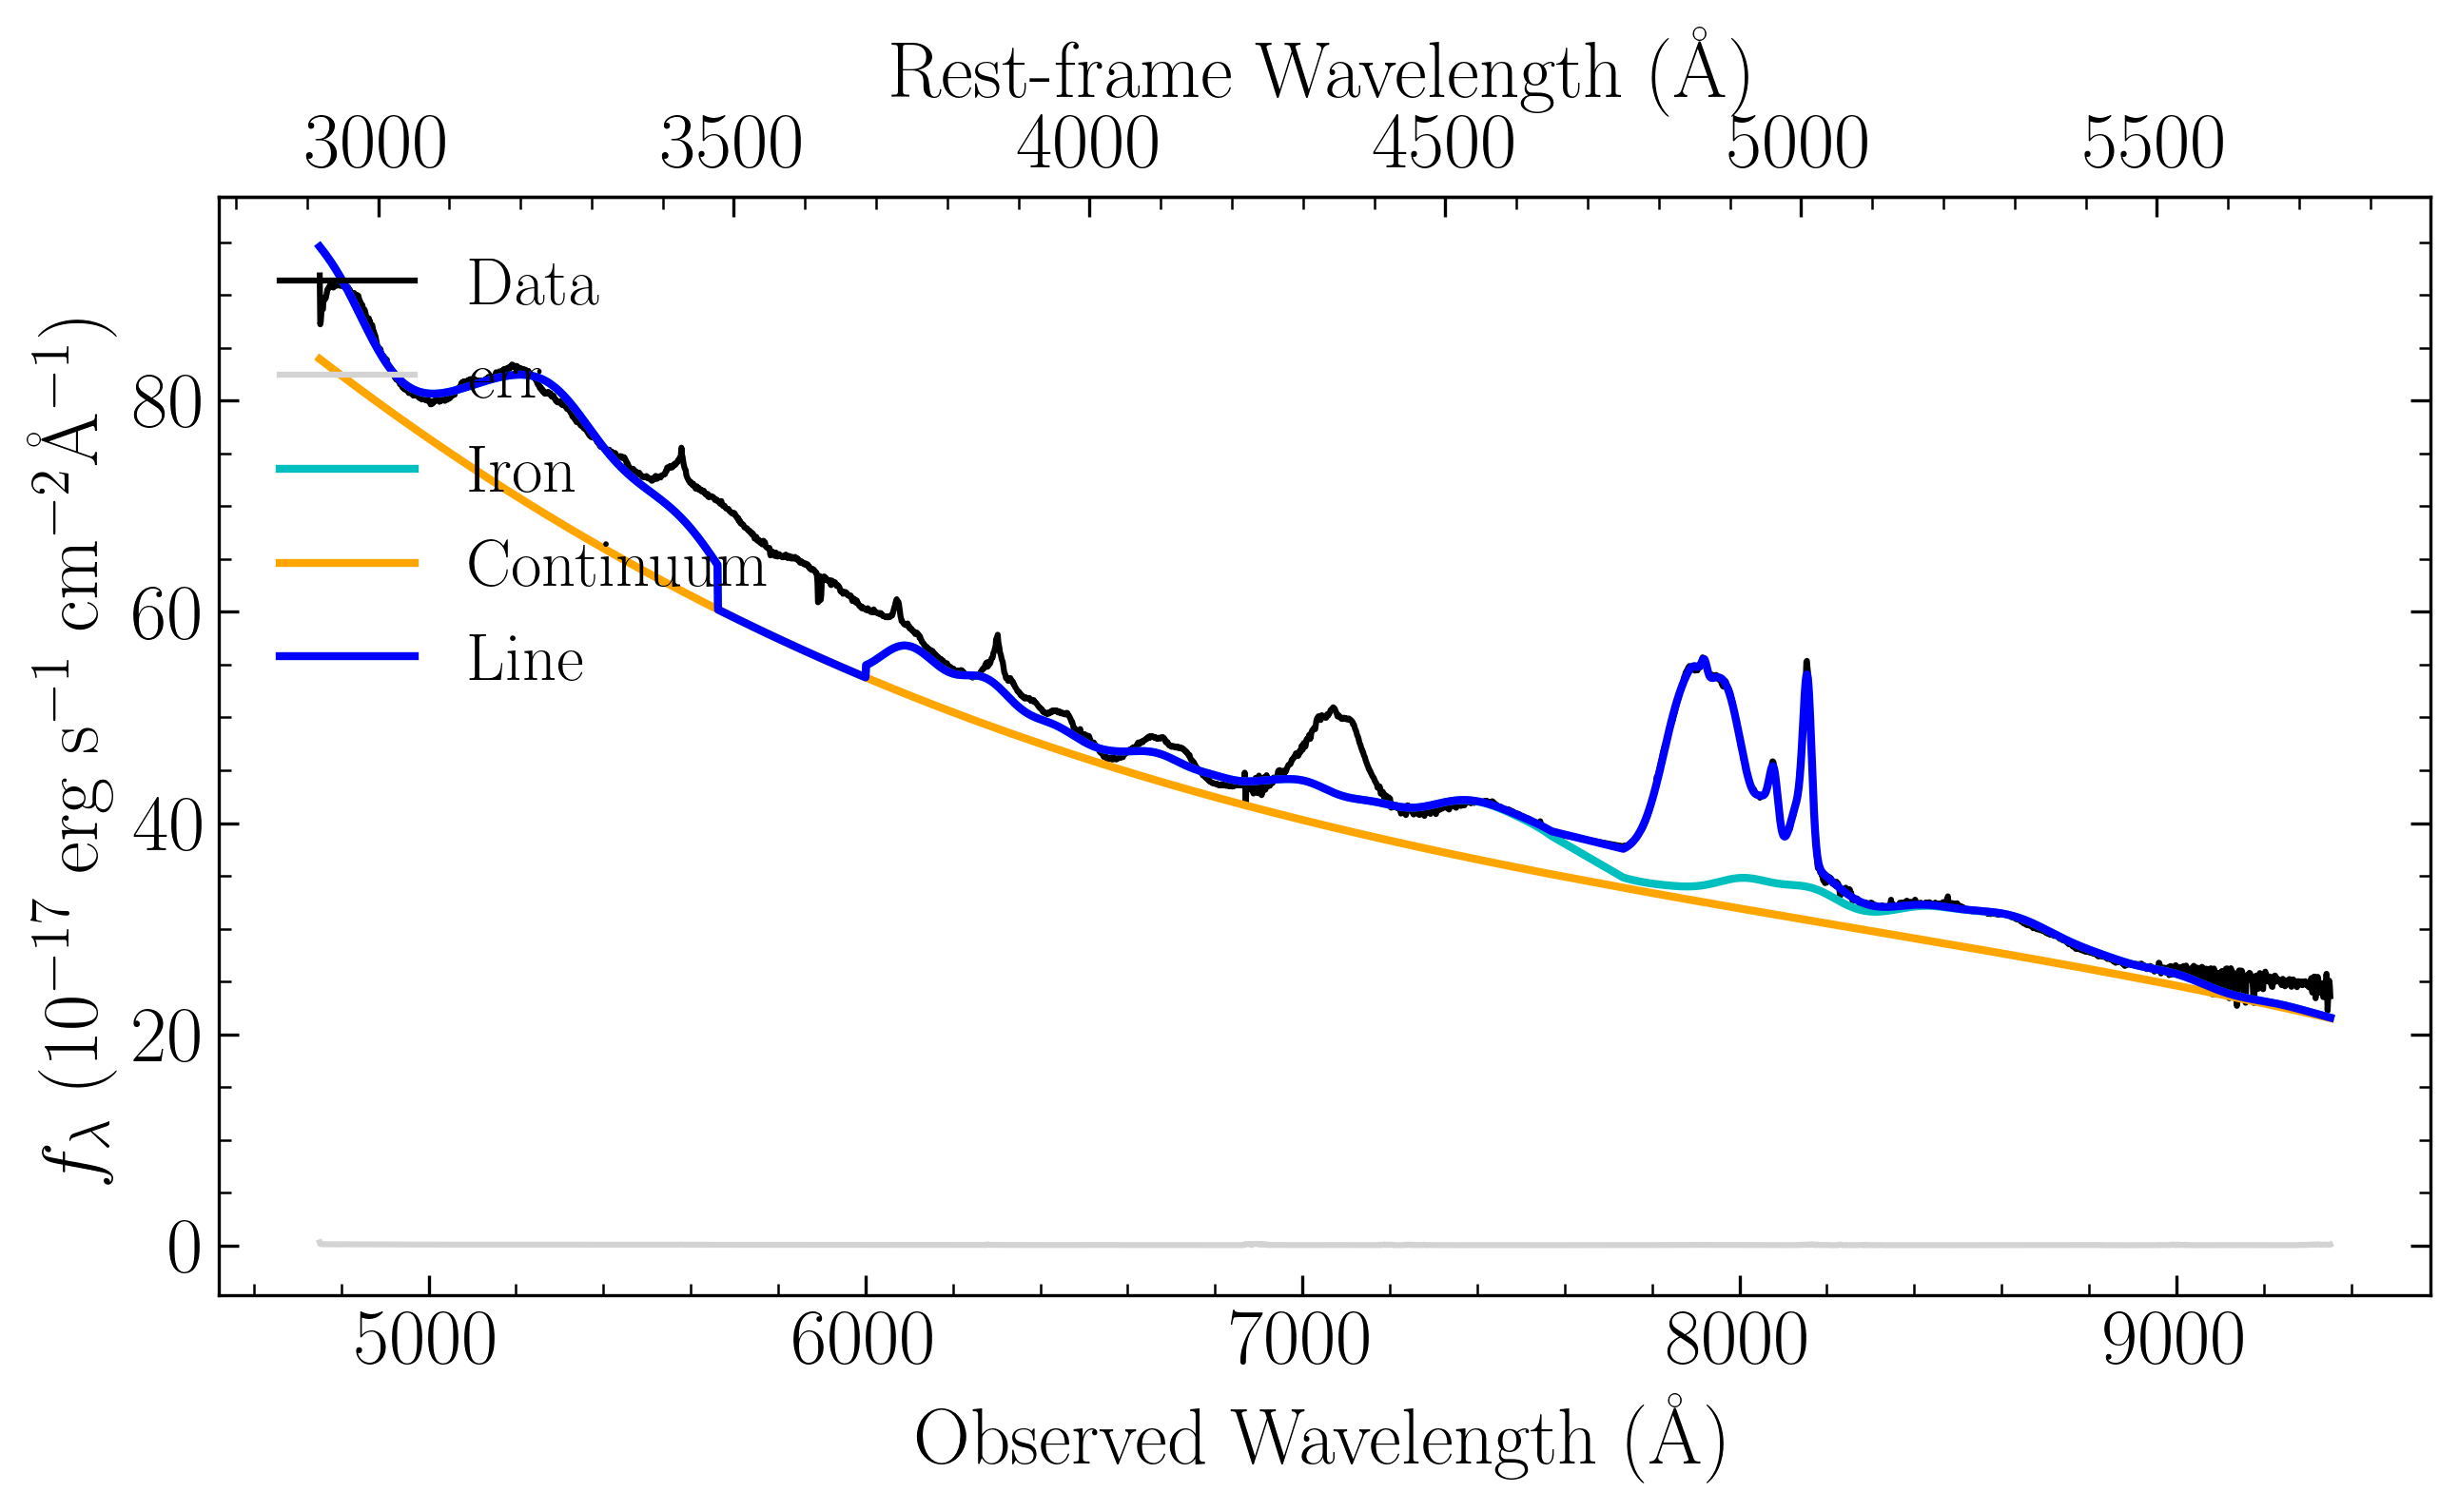 Rest-frame Wavelength (Å)
3000 3500 4000 4500 5000 5500
f_λ (10^−17 erg s^−1 cm^−2 Å^−1)
80
60
40
20
0
Data
err
Iron
Continuum
Line
5000 6000 7000 8000 9000
Observed Wavelength (Å)